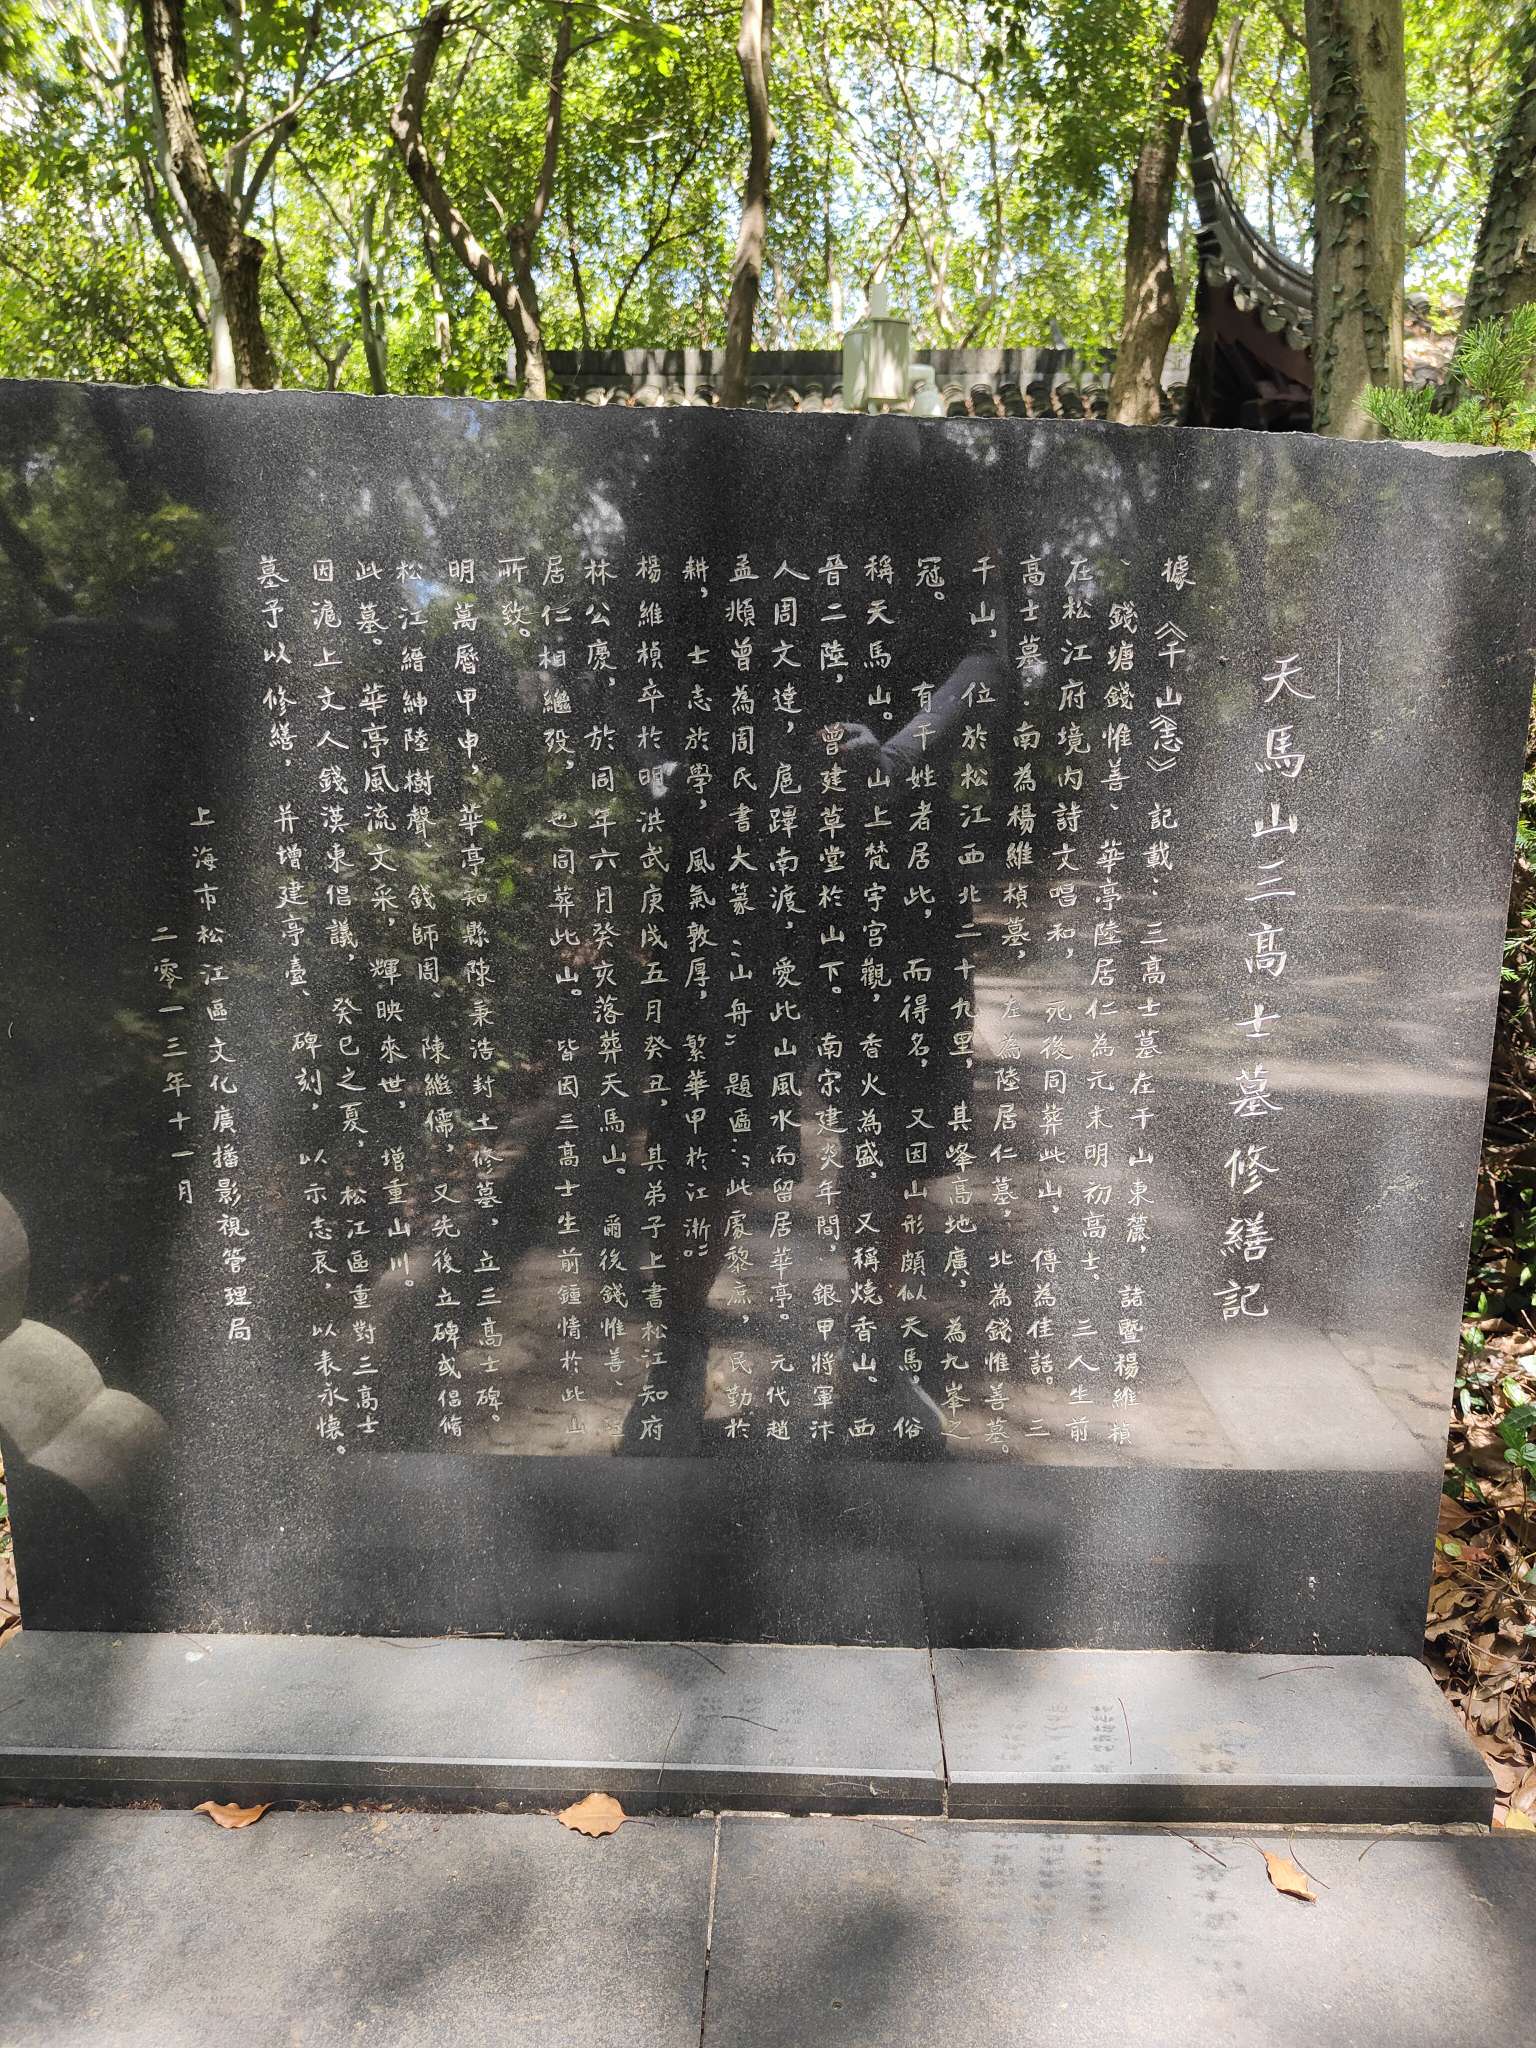 天馬山三高士墓修繕記
據《干山志》記載：三高士墓在干山東麓，諸暨楊維楨
、錢塘錢惟善、華亭陸居仁為元末明初高士。三人生前
在松江府境內詩文唱和，死後同葬此山，傳為佳話。三
高士墓：南為楊維楨墓，左為陸居仁墓，北為錢惟善墓。
干山，位於松江西北二十九里，其峰高地廣，為九峯之
冠。有干姓者居此，而得名，又因山形頗似天馬，俗
稱天馬山。山上梵宇宮觀，香火為盛，又稱燒香山。西
晉二陸，曾建草堂於山下。南宋建炎年間，銀甲將軍汴
人周文達，扈蹕南渡，愛此山風水而留居華亭。元代趙
孟頫曾為周氏書大篆“山舟”題匾：“此處黎庶，民勤於
耕，士志於學，風氣敦厚，繁華甲於江浙。”
楊維楨卒於明洪武庚戌五月癸丑，其弟子上書松江知府
林公慶，於同年六月癸亥落葬天馬山。爾後錢惟善、陸
居仁相繼歿，也同葬此山。皆因三高士生前鍾情於此山
所致。
明萬曆甲申，華亭知縣陳秉浩封土修墓，立三高士碑。
松江縉紳陸樹聲、錢師周、陳繼儒，又先後立碑或倡脩
此墓。華亭風流文采，輝映來世，增重山川。
因滬上文人錢漢東倡議，癸巳之夏，松江區重對三高士
墓予以修繕，并增建亭臺、碑刻，以示志哀，以表永懷。
上海市松江區文化廣播影視管理局
二零一三年十一月